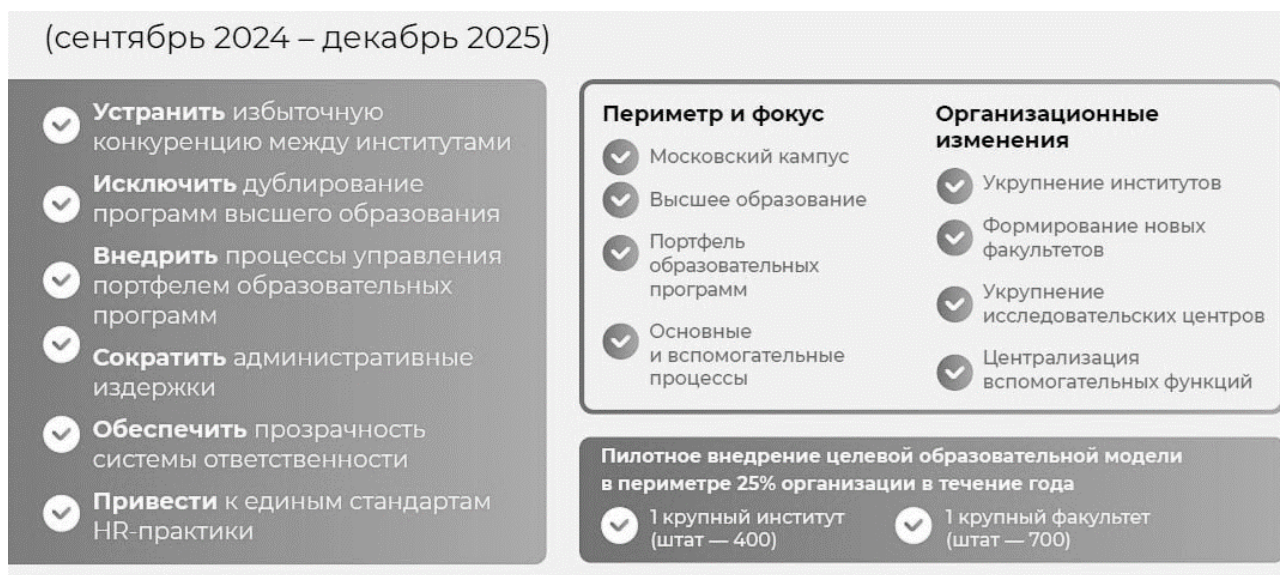 (сентябрь 2024 – декабрь 2025)
Устранить избыточную
конкуренцию между институтами
Исключить дублирование
программ высшего образования
Внедрить процессы управления
портфелем образовательных
программ
Сократить административные
издержки
Обеспечить прозрачность
системы ответственности
Привести к единым стандартам
HR-практики
Периметр и фокус
Московский кампус
Высшее образование
Портфель
образовательных
программ
Основные
и вспомогательные
процессы
Организационные
изменения
Укрупнение институтов
Формирование новых
факультетов
Укрупнение
исследовательских центров
Централизация
вспомогательных функций
Пилотное внедрение целевой образовательной модели
в периметре 25% организации в течение года
1 крупный институт
(штат — 400)
1 крупный факультет
(штат — 700)